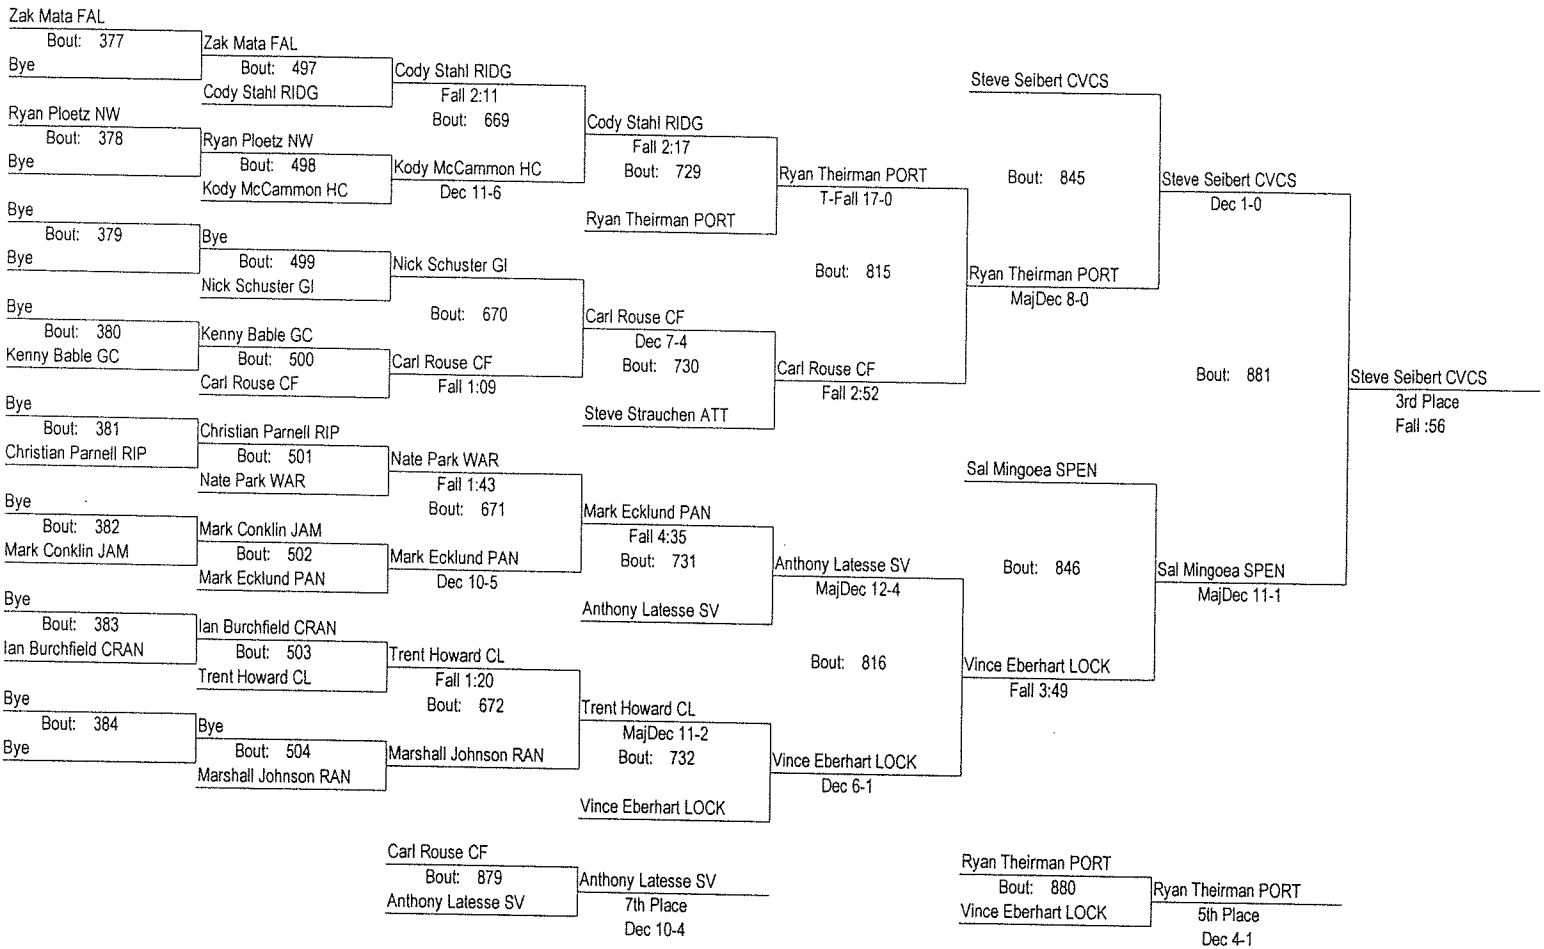 Zak Mata FAL
Bout: 377
Bye
Ryan Ploetz NW
Bout: 378
Bye
Bye
Bout: 379
Bye
Bye
Bout: 380
Kenny Bable GC
Bye
Bout: 381
Christian Parnell RIP
Bye
Bout: 382
Mark Conklin JAM
Bye
Bout: 383
Ian Burchfield CRAN
Bye
Bout: 384
Bye
Zak Mata FAL
Bout: 497
Cody Stahl RIDG
Ryan Ploetz NW
Bout: 498
Kody McCammon HC
Bye
Bout: 499
Nick Schuster GI
Kenny Bable GC
Bout: 500
Carl Rouse CF
Christian Parnell RIP
Bout: 501
Nate Park WAR
Mark Conklin JAM
Bout: 502
Mark Ecklund PAN
Ian Burchfield CRAN
Bout: 503
Trent Howard CL
Bye
Bout: 504
Marshall Johnson RAN
Cody Stahl RIDG
Fall 2:11
Bout: 669
Kody McCammon HC
Dec 11-6
Nick Schuster GI
Bout: 670
Carl Rouse CF
Fall 1:09
Nate Park WAR
Fall 1:43
Bout: 671
Mark Ecklund PAN
Dec 10-5
Trent Howard CL
Fall 1:20
Bout: 672
Marshall Johnson RAN
Cody Stahl RIDG
Fall 2:17
Bout: 729
Ryan Theirman PORT
Carl Rouse CF
Dec 7-4
Bout: 730
Steve Strauchen ATT
Mark Ecklund PAN
Fall 4:35
Bout: 731
Anthony Latesse SV
Trent Howard CL
MajDec 11-2
Bout: 732
Vince Eberhart LOCK
Ryan Theirman PORT
T-Fall 17-0
Bout: 815
Carl Rouse CF
Fall 2:52
Anthony Latesse SV
MajDec 12-4
Bout: 816
Vince Eberhart LOCK
Dec 6-1
Steve Seibert CVCS
Bout: 845
Ryan Theirman PORT
MajDec 8-0
Sal Mingoea SPEN
Bout: 846
Vince Eberhart LOCK
Fall 3:49
Steve Seibert CVCS
Dec 1-0
Bout: 881
Sal Mingoea SPEN
MajDec 11-1
Steve Seibert CVCS
3rd Place
Fall :56
Carl Rouse CF
Bout: 879
Anthony Latesse SV
Anthony Latesse SV
7th Place
Dec 10-4
Ryan Theirman PORT
Bout: 880
Vince Eberhart LOCK
Ryan Theirman PORT
5th Place
Dec 4-1